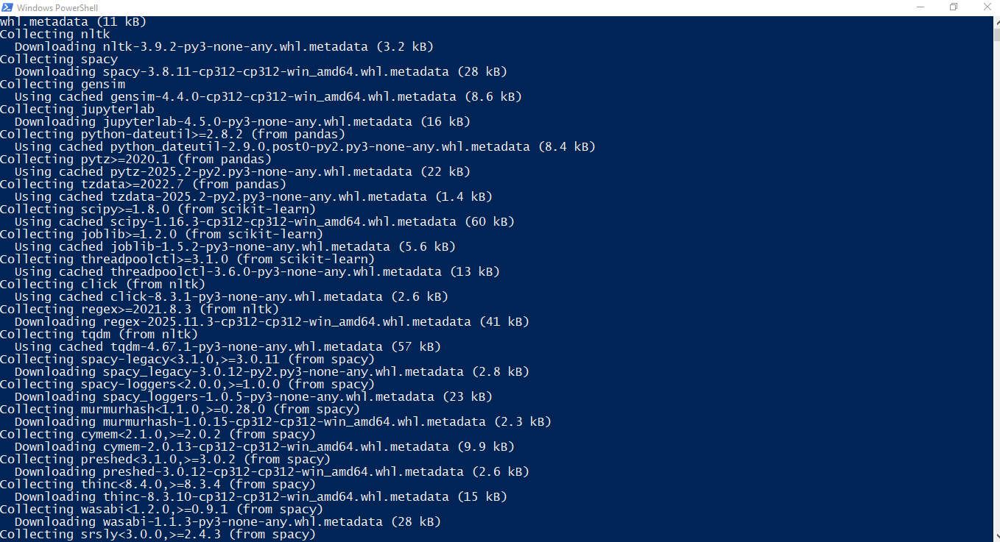 Windows PowerShell
whl.metadata (11 kB)
Collecting nltk
  Downloading nltk-3.9.2-py3-none-any.whl.metadata (3.2 kB)
Collecting spacy
  Downloading spacy-3.8.11-cp312-cp312-win_amd64.whl.metadata (28 kB)
Collecting gensim
  Using cached gensim-4.4.0-cp312-cp312-win_amd64.whl.metadata (8.6 kB)
Collecting jupyterlab
  Downloading jupyterlab-4.5.0-py3-none-any.whl.metadata (16 kB)
Collecting python-dateutil>=2.8.2 (from pandas)
  Using cached python_dateutil-2.9.0.post0-py2.py3-none-any.whl.metadata (8.4 kB)
Collecting pytz>=2020.1 (from pandas)
  Using cached pytz-2025.2-py2.py3-none-any.whl.metadata (22 kB)
Collecting tzdata>=2022.7 (from pandas)
  Using cached tzdata-2025.2-py2.py3-none-any.whl.metadata (1.4 kB)
Collecting scipy>=1.8.0 (from scikit-learn)
  Using cached scipy-1.16.3-cp312-cp312-win_amd64.whl.metadata (60 kB)
Collecting joblib>=1.2.0 (from scikit-learn)
  Using cached joblib-1.5.2-py3-none-any.whl.metadata (5.6 kB)
Collecting threadpoolctl>=3.1.0 (from scikit-learn)
  Using cached threadpoolctl-3.6.0-py3-none-any.whl.metadata (13 kB)
Collecting click (from nltk)
  Using cached click-8.3.1-py3-none-any.whl.metadata (2.6 kB)
Collecting regex>=2021.8.3 (from nltk)
  Downloading regex-2025.11.3-cp312-cp312-win_amd64.whl.metadata (41 kB)
Collecting tqdm (from nltk)
  Using cached tqdm-4.67.1-py3-none-any.whl.metadata (57 kB)
Collecting spacy-legacy<3.1.0,>=3.0.11 (from spacy)
  Downloading spacy_legacy-3.0.12-py2.py3-none-any.whl.metadata (2.8 kB)
Collecting spacy-loggers<2.0.0,>=1.0.0 (from spacy)
  Downloading spacy_loggers-1.0.5-py3-none-any.whl.metadata (23 kB)
Collecting murmurhash<1.1.0,>=0.28.0 (from spacy)
  Downloading murmurhash-1.0.15-cp312-cp312-win_amd64.whl.metadata (2.3 kB)
Collecting cymem<2.1.0,>=2.0.2 (from spacy)
  Downloading cymem-2.0.13-cp312-cp312-win_amd64.whl.metadata (9.9 kB)
Collecting preshed<3.1.0,>=3.0.2 (from spacy)
  Downloading preshed-3.0.12-cp312-cp312-win_amd64.whl.metadata (2.6 kB)
Collecting thinc<8.4.0,>=8.3.4 (from spacy)
  Downloading thinc-8.3.10-cp312-cp312-win_amd64.whl.metadata (15 kB)
Collecting wasabi<1.2.0,>=0.9.1 (from spacy)
  Downloading wasabi-1.1.3-py3-none-any.whl.metadata (28 kB)
Collecting srsly<3.0.0,>=2.4.3 (from spacy)